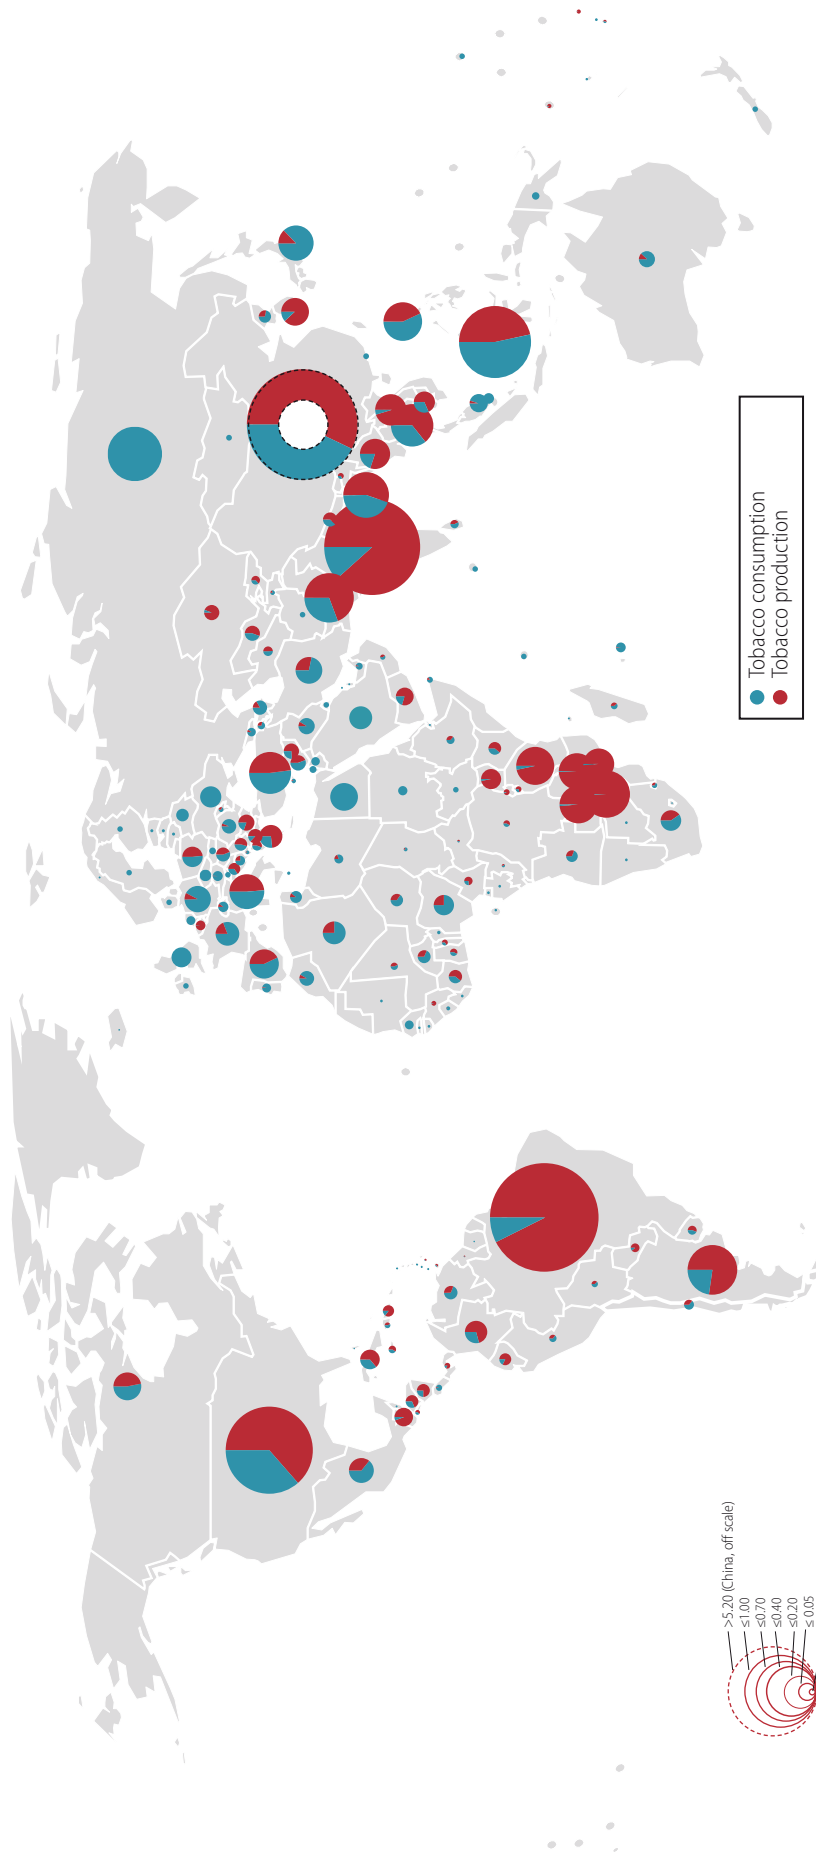 Tobacco consumption
Tobacco production
>5.20 (China, off scale)
≤1.00
≤0.70
≤0.40
≤0.20
≤ 0.05